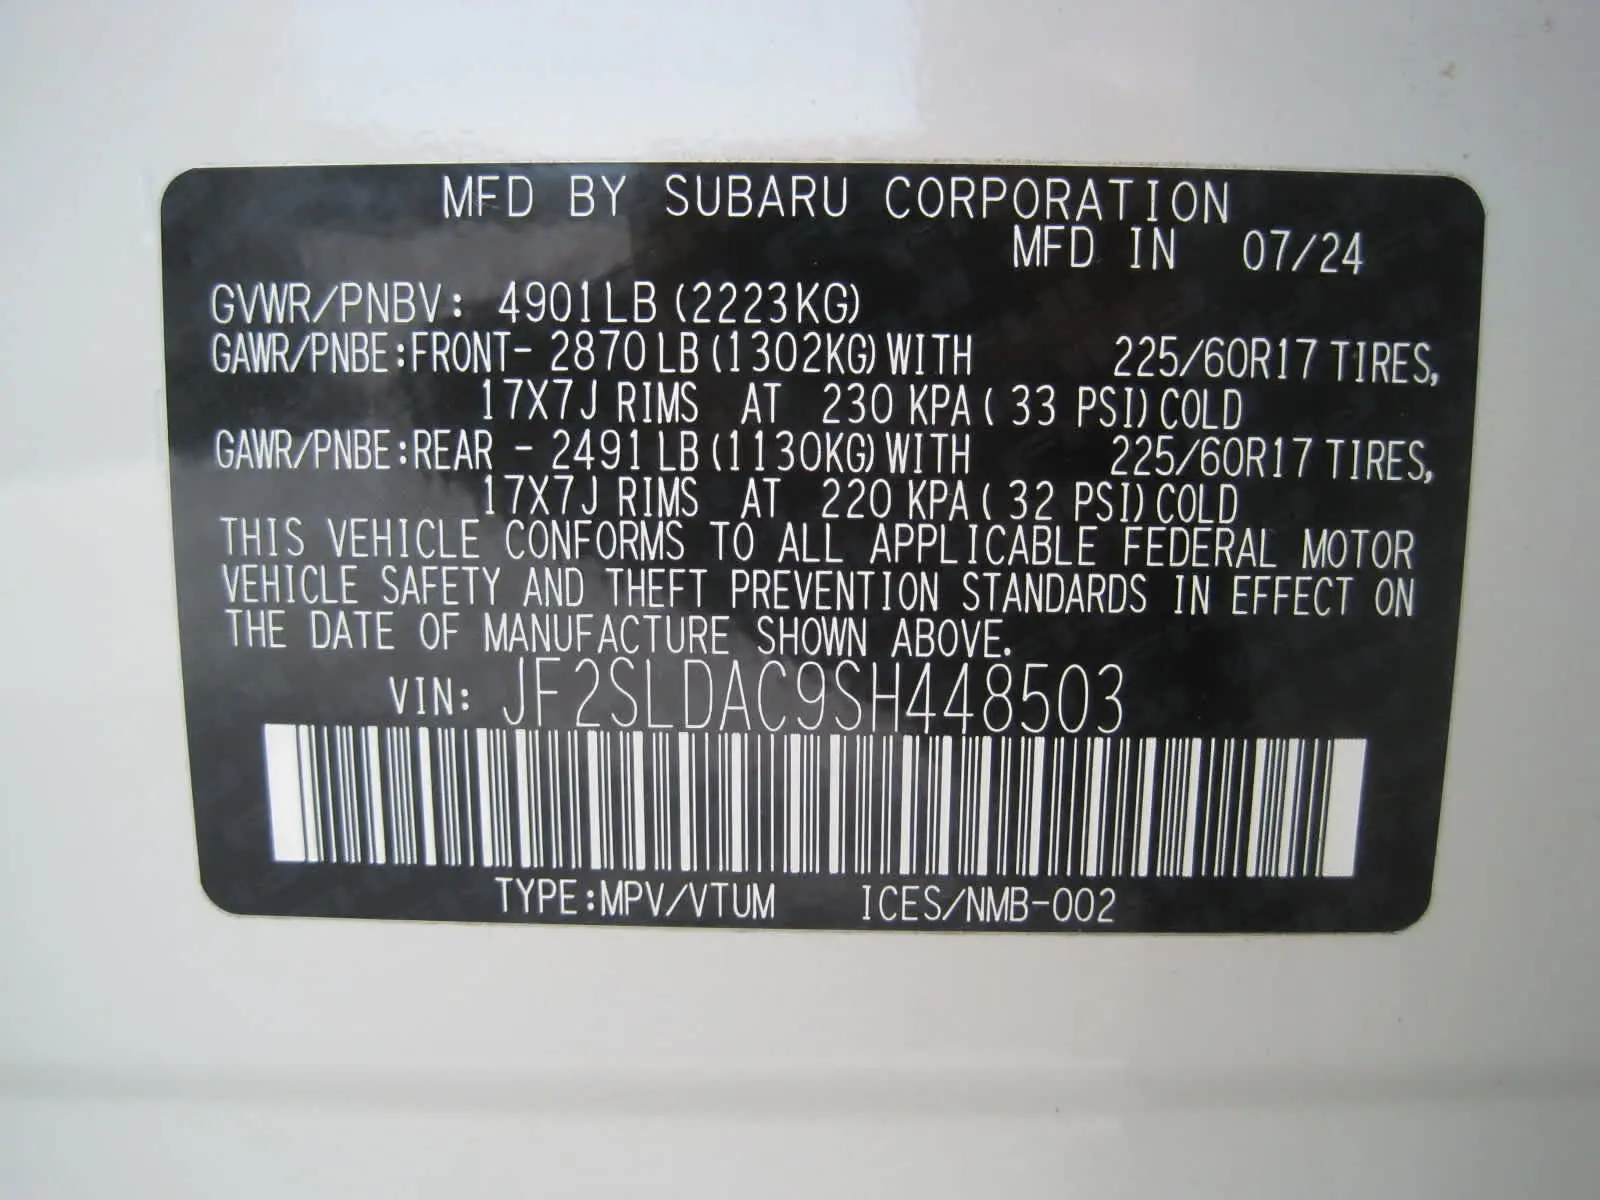 MFD BY SUBARU CORPORATION
MFD IN 07/24
GVWR/PNBV: 4901LB (2223KG)
GAWR/PNBE:FRONT- 2870LB (1302KG) WITH 225/60R17 TIRES,
17X7J RIMS AT 230 KPA ( 33 PSI) COLD
GAWR/PNBE:REAR - 2491LB (1130KG) WITH 225/60R17 TIRES,
17X7J RIMS AT 220 KPA ( 32 PSI) COLD
THIS VEHICLE CONFORMS TO ALL APPLICABLE FEDERAL MOTOR
VEHICLE SAFETY AND THEFT PREVENTION STANDARDS IN EFFECT ON
THE DATE OF MANUFACTURE SHOWN ABOVE.
VIN: JF2SLDAC9SH448503
TYPE:MPV/VTUM ICES/NMB-002